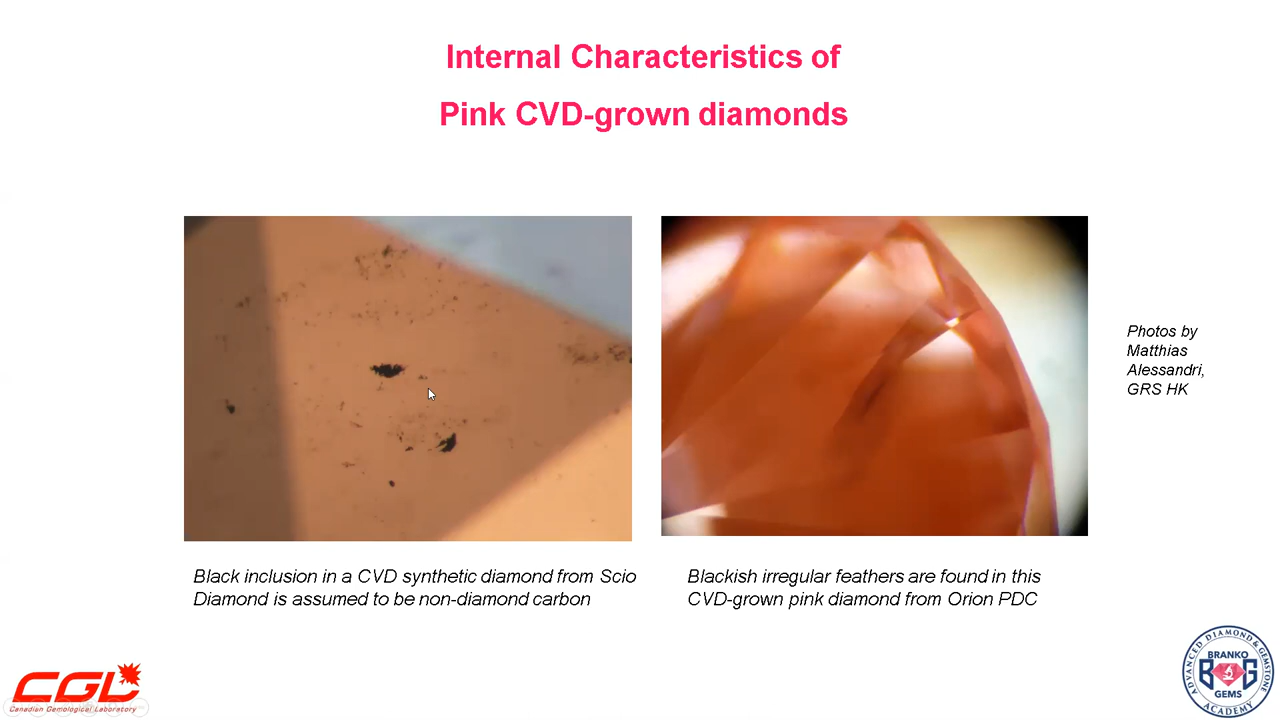 Internal Characteristics of
Pink CVD-grown diamonds
Photos by
Matthias
Alessandri,
GRS HK
Black inclusion in a CVD synthetic diamond from Scio
Diamond is assumed to be non-diamond carbon
Blackish irregular feathers are found in this
CVD-grown pink diamond from Orion PDC
CGL
Canadian Gemological Laboratory
ADVANCED DIAMOND & GEMSTONE
BRANKO
B G
GEMS
ACADEMY